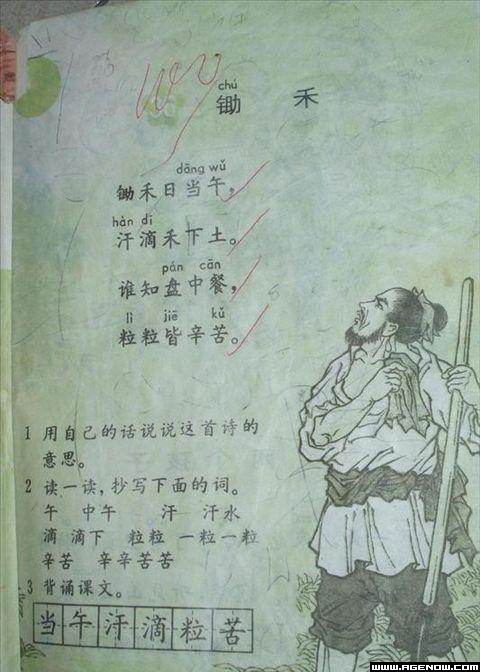 100
chú
锄 禾
dāng wǔ
锄禾日当午，
hàn dī
汗滴禾下土。
pán cān
谁知盘中餐，
lì jiē kǔ
粒粒皆辛苦。
1 用自己的话说说这首诗的
意思。
2 读一读，抄写下面的词。
午 中午 汗 汗水
滴 滴下 粒粒 一粒一粒
辛苦 辛辛苦苦
3 背诵课文。
当午汗滴粒苦
WWW.AGENOW.COM